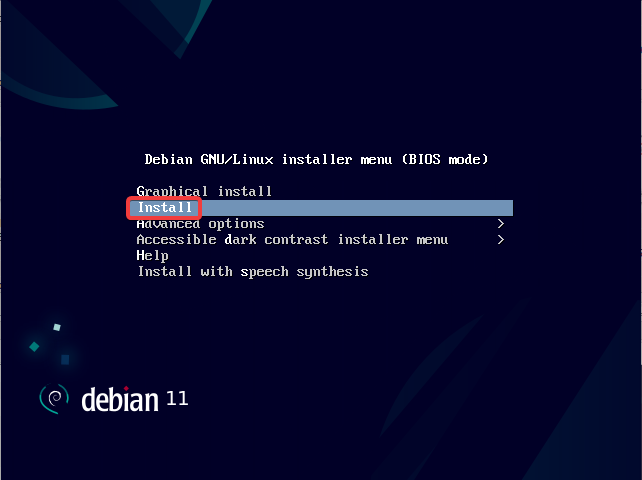 Debian GNU/Linux installer menu (BIOS mode)
Graphical install
Install
Advanced options >
Accessible dark contrast installer menu >
Help
Install with speech synthesis
debian 11